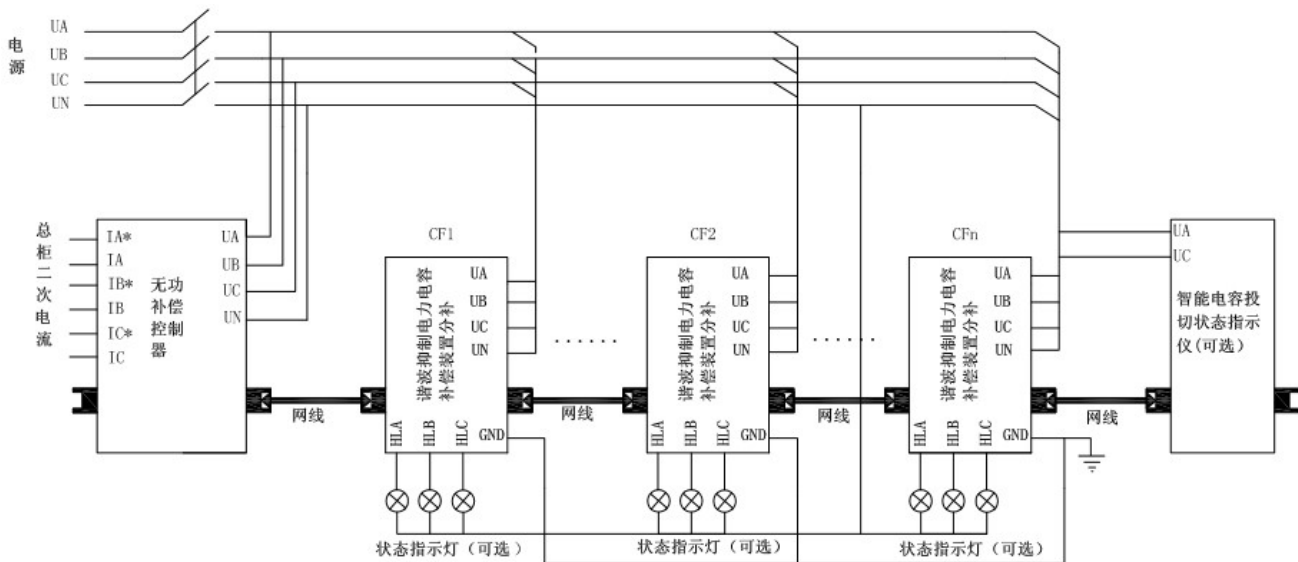 电源
UA
UB
UC
UN
总柜二次电流
IA*
IA
IB*
IB
IC*
IC
无功
补偿
控制
器
UA
UB
UC
UN
网线
CF1
谐波抑制电力电容
补偿装置分补
UA
UB
UC
UN
HLA
HLB
HLC
GND
状态指示灯（可选）
......
网线
CF2
谐波抑制电力电容
补偿装置分补
UA
UB
UC
UN
HLA
HLB
HLC
GND
状态指示灯（可选）
......
网线
CFn
谐波抑制电力电容
补偿装置分补
UA
UB
UC
UN
HLA
HLB
HLC
GND
状态指示灯（可选）
网线
UA
UC
智能电容投
切状态指示
仪(可选）